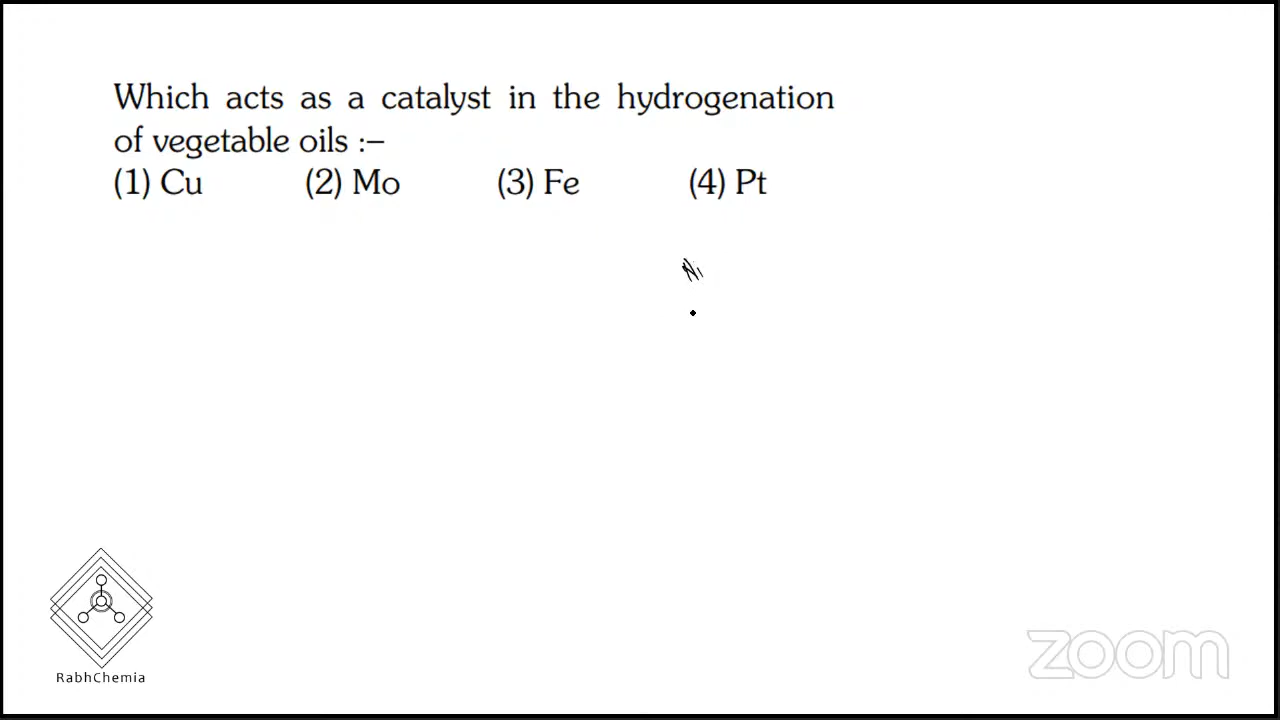 Which acts as a catalyst in the hydrogenation
of vegetable oils :–
(1) Cu (2) Mo (3) Fe (4) Pt
Ni
RabhChemia
zoom